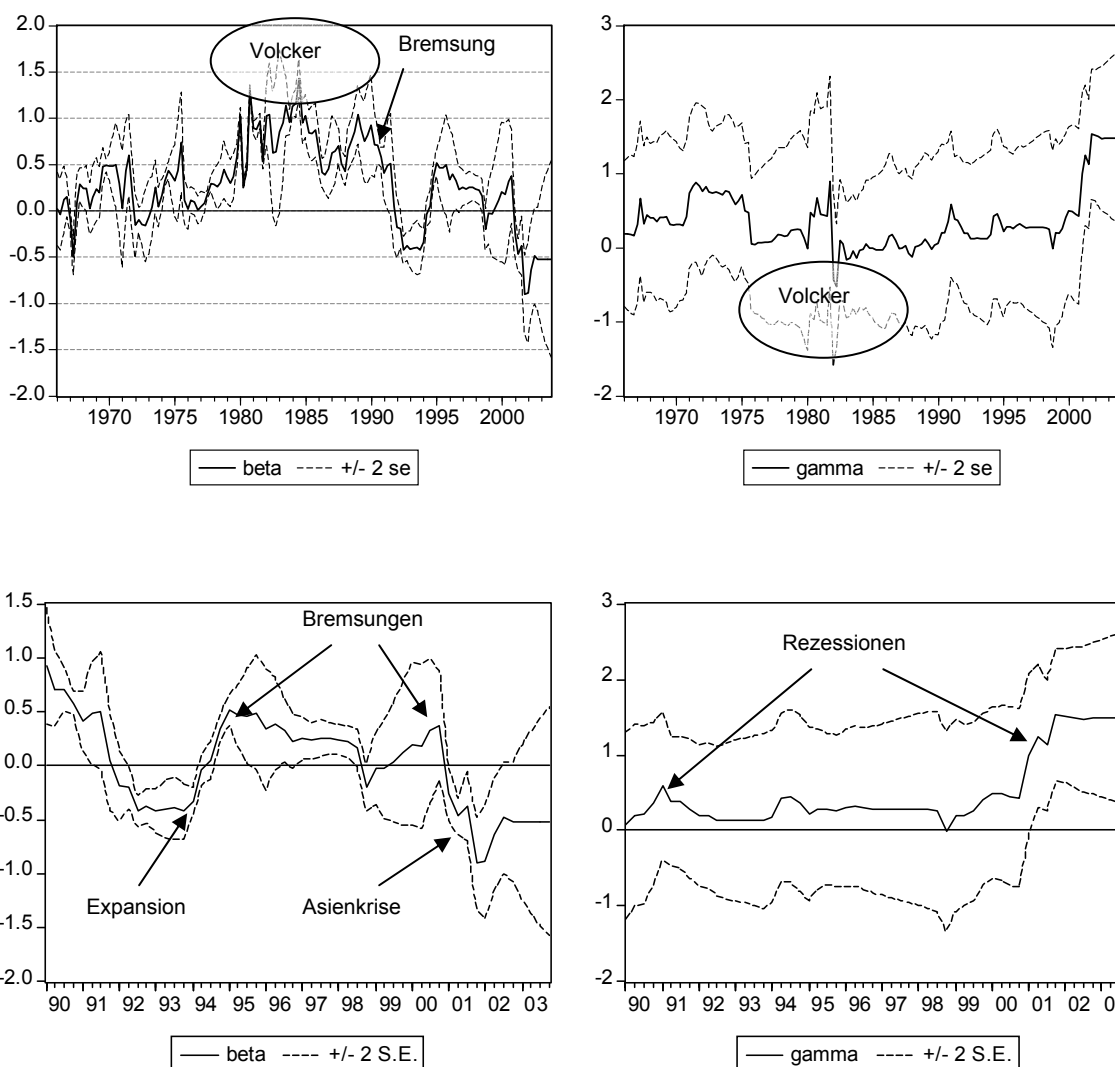 2.0
1.5
1.0
0.5
0.0
-0.5
-1.0
-1.5
-2.0
Volcker
Bremsung
1970 1975 1980 1985 1990 1995 2000
beta +/- 2 se
3
2
1
0
-1
-2
Volcker
1970 1975 1980 1985 1990 1995 2000
gamma +/- 2 se
1.5
1.0
0.5
0.0
-0.5
-1.0
-1.5
-2.0
Bremsungen
Expansion
Asienkrise
90 91 92 93 94 95 96 97 98 99 00 01 02 03
beta +/- 2 S.E.
3
2
1
0
-1
-2
Rezessionen
90 91 92 93 94 95 96 97 98 99 00 01 02
gamma +/- 2 S.E.